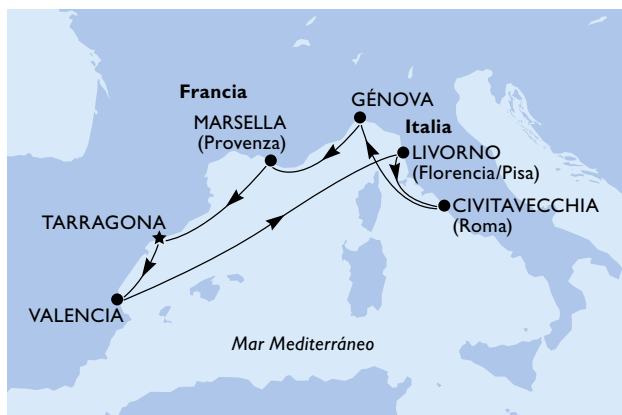 Francia
GÉNOVA
MARSELLA
(Provenza)
Italia
LIVORNO
(Florencia/Pisa)
CIVITAVECCHIA
(Roma)
TARRAGONA
VALENCIA
Mar Mediterráneo